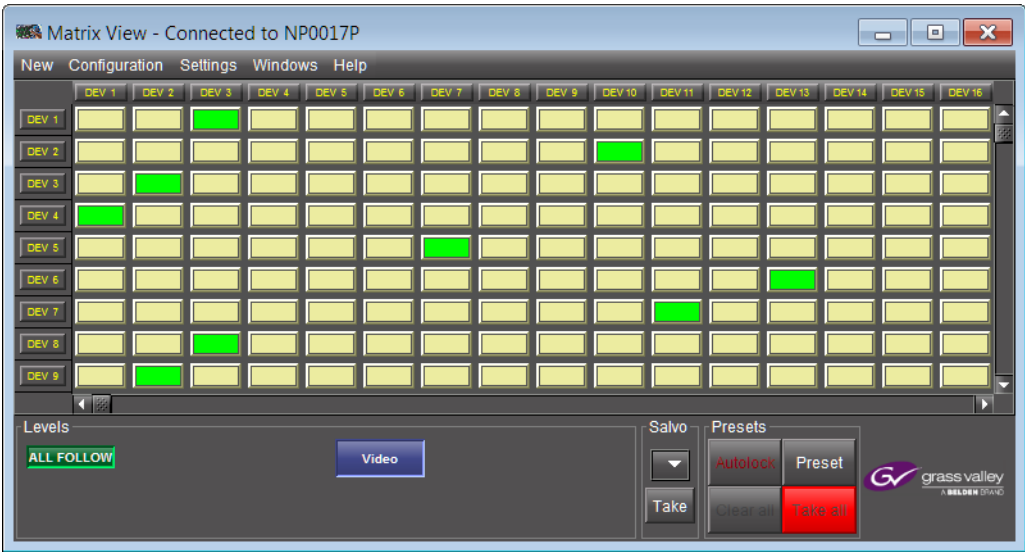 Matrix View - Connected to NP0017P
New Configuration Settings Windows Help
DEV 1 DEV 2 DEV 3 DEV 4 DEV 5 DEV 6 DEV 7 DEV 8 DEV 9 DEV 10 DEV 11 DEV 12 DEV 13 DEV 14 DEV 15 DEV 16
DEV 1
DEV 2
DEV 3
DEV 4
DEV 5
DEV 6
DEV 7
DEV 8
DEV 9
Levels Salvo Presets
ALL FOLLOW Video Autolock Preset
Take Clear all Take all
GV grass valley
A BELDEN BRAND